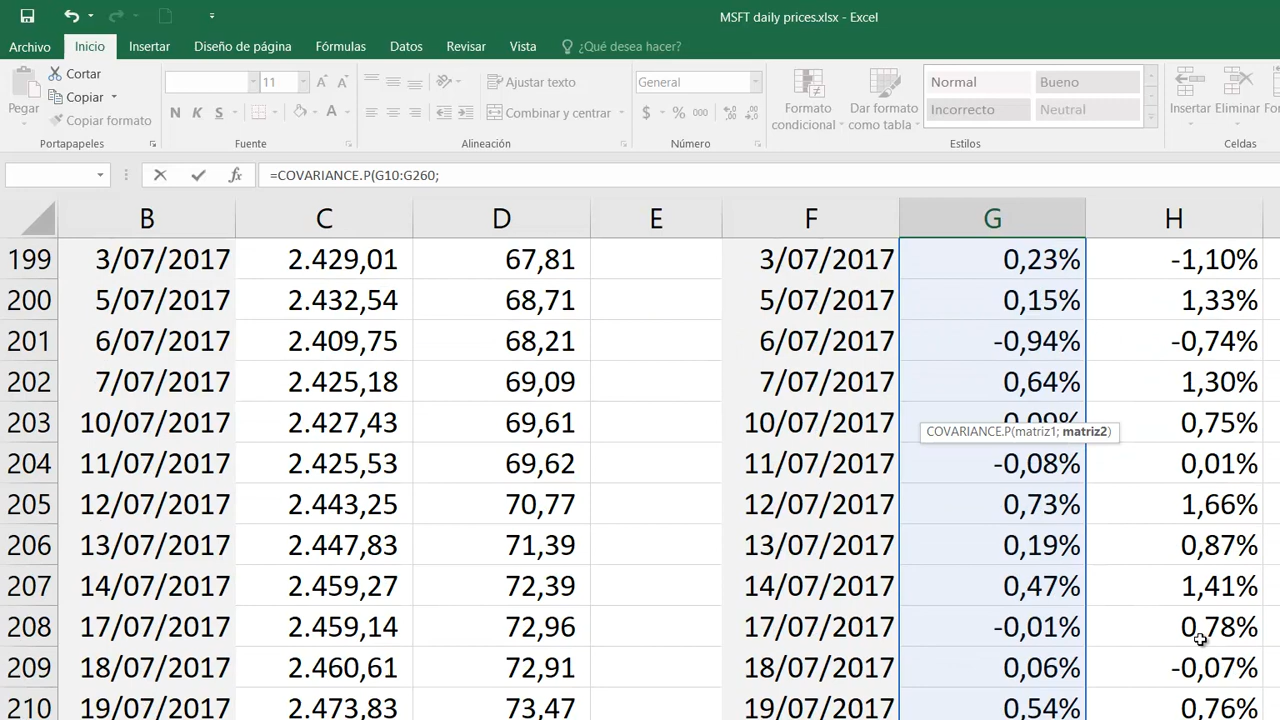 MSFT daily prices.xlsx - Excel
Archivo Inicio Insertar Diseño de página Fórmulas Datos Revisar Vista ¿Qué desea hacer?
Pegar
Cortar
Copiar
Copiar formato
Portapapeles
11
N K S
Fuente
Ajustar texto
Combinar y centrar
Alineación
General
$ % 000
Número
Formato condicional
Dar formato como tabla
Normal Bueno
Incorrecto Neutral
Estilos
Insertar Eliminar
Celdas
=COVARIANCE.P(G10:G260;
B C D E F G H
199 3/07/2017 2.429,01 67,81 3/07/2017 0,23% -1,10%
200 5/07/2017 2.432,54 68,71 5/07/2017 0,15% 1,33%
201 6/07/2017 2.409,75 68,21 6/07/2017 -0,94% -0,74%
202 7/07/2017 2.425,18 69,09 7/07/2017 0,64% 1,30%
203 10/07/2017 2.427,43 69,61 10/07/2017 0,09% 0,75%
COVARIANCE.P(matriz1; matriz2)
204 11/07/2017 2.425,53 69,62 11/07/2017 -0,08% 0,01%
205 12/07/2017 2.443,25 70,77 12/07/2017 0,73% 1,66%
206 13/07/2017 2.447,83 71,39 13/07/2017 0,19% 0,87%
207 14/07/2017 2.459,27 72,39 14/07/2017 0,47% 1,41%
208 17/07/2017 2.459,14 72,96 17/07/2017 -0,01% 0,78%
209 18/07/2017 2.460,61 72,91 18/07/2017 0,06% -0,07%
210 19/07/2017 2.473,83 73,47 19/07/2017 0,54% 0,76%